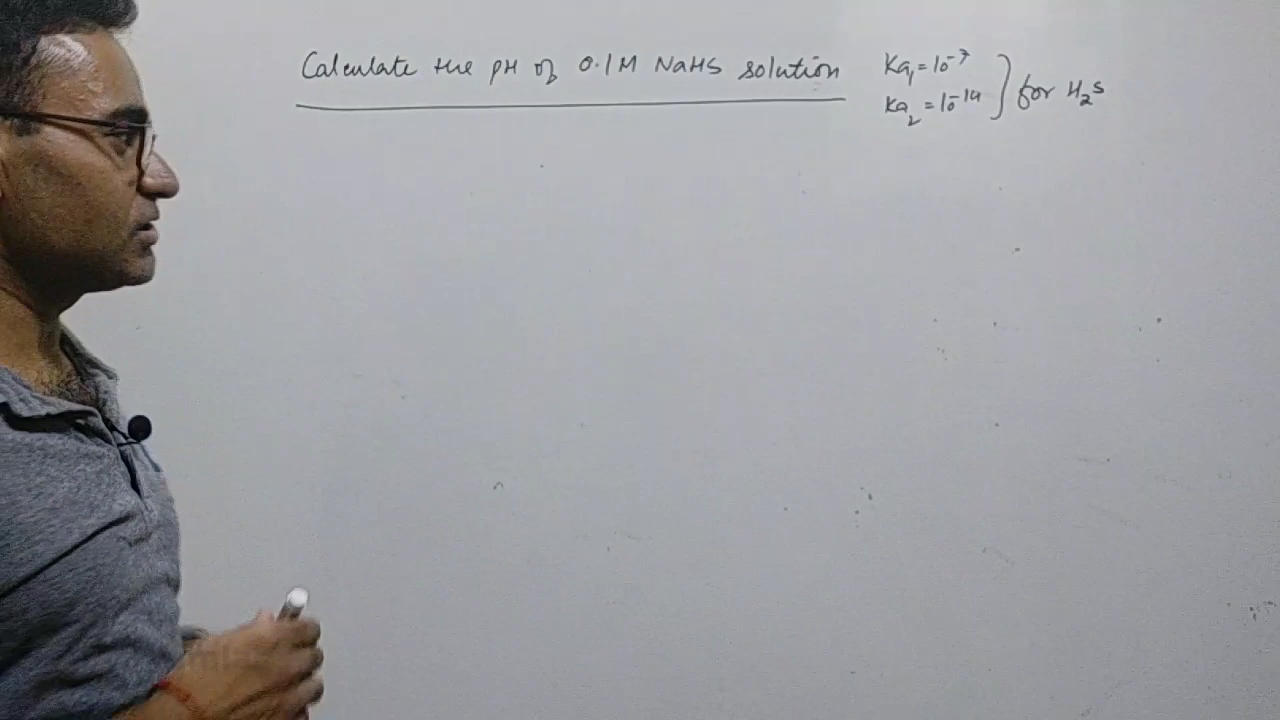 Calculate the pH of 0.1M NaHS solution
Ka₁ = 10⁻⁷
Ka₂ = 10⁻¹⁴ } for H₂S